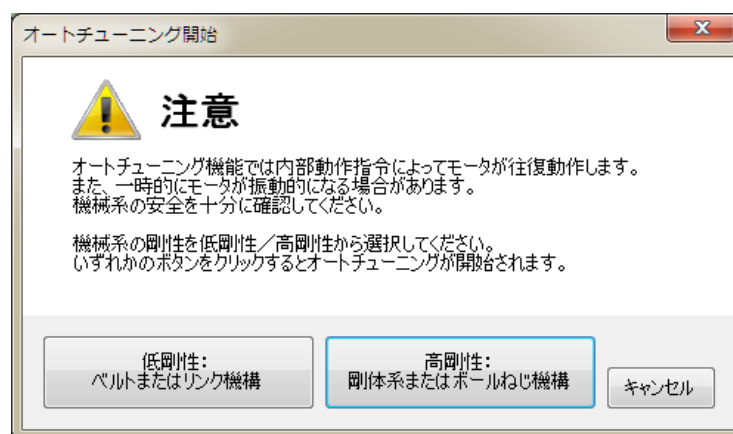 オートチューニング開始
注意
オートチューニング機能では内部動作指令によってモータが往復動作します。
また、一時的にモータが振動的になる場合があります。
機械系の安全を十分に確認してください。
機械系の剛性を低剛性／高剛性から選択してください。
いずれかのボタンをクリックするとオートチューニングが開始されます。
低剛性：
ベルトまたはリンク機構
高剛性：
剛体系またはボールねじ機構
キャンセル